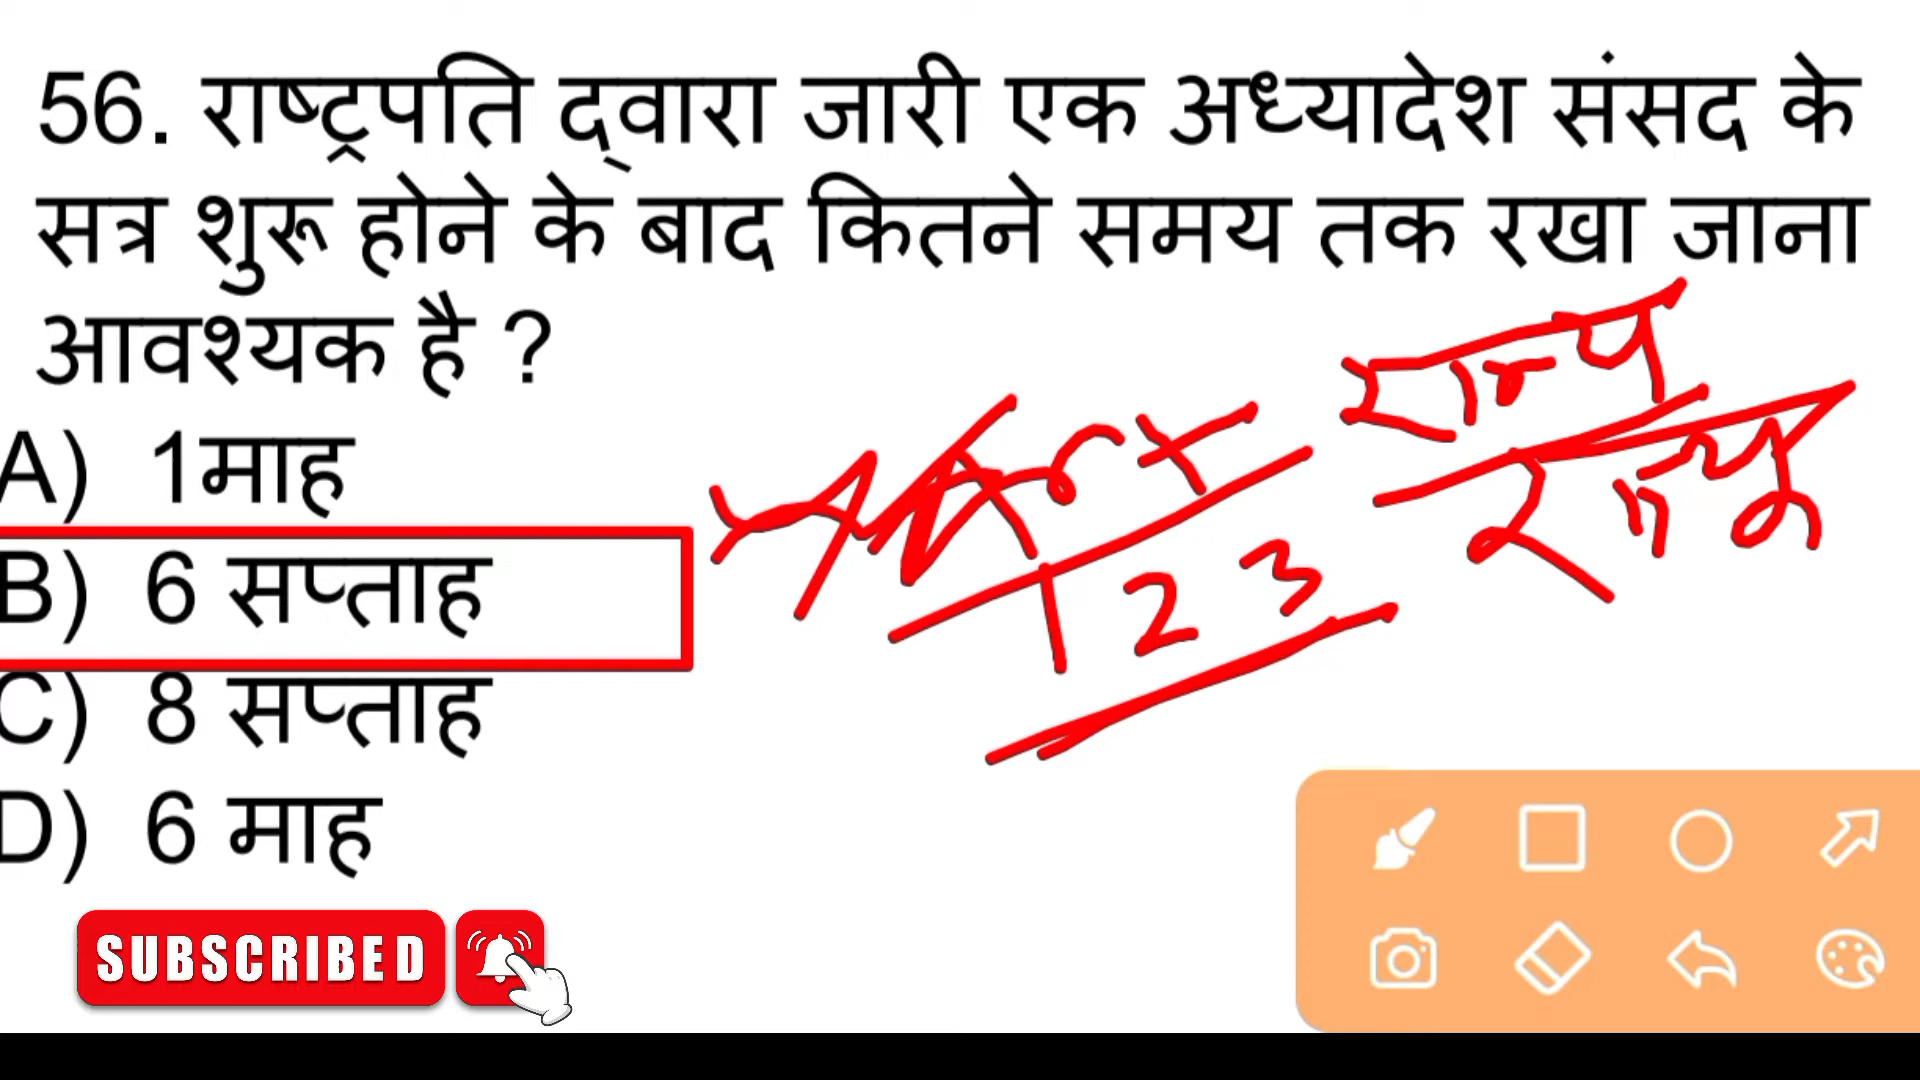 56. राष्ट्रपति द्वारा जारी एक अध्यादेश संसद के
सत्र शुरू होने के बाद कितने समय तक रखा जाना
आवश्यक है ?
A) 1माह
B) 6 सप्ताह
C) 8 सप्ताह
D) 6 माह
राज्य
123
SUBSCRIBED